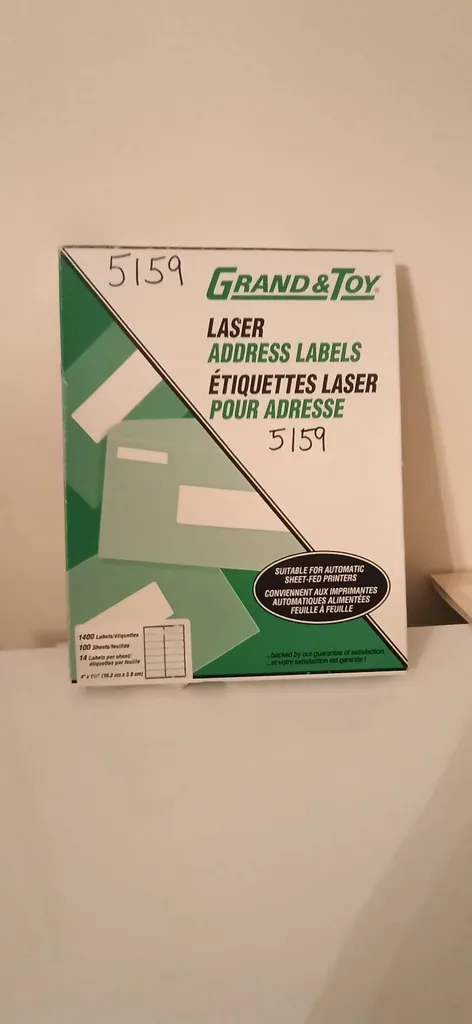 5159
GRAND & TOY
LASER
ADDRESS LABELS
ÉTIQUETTES LASER
POUR ADRESSE
5159
SUITABLE FOR AUTOMATIC
SHEET-FED PRINTERS
CONVIENNENT AUX IMPRIMANTES
AUTOMATIQUES ALIMENTÉES
FEUILLE À FEUILLE
1400 Labels/étiquettes
100 Sheets/feuilles
14 Labels per sheet/
étiquettes par feuille
...backed by our guarantee of satisfaction
...et votre satisfaction est garantie !